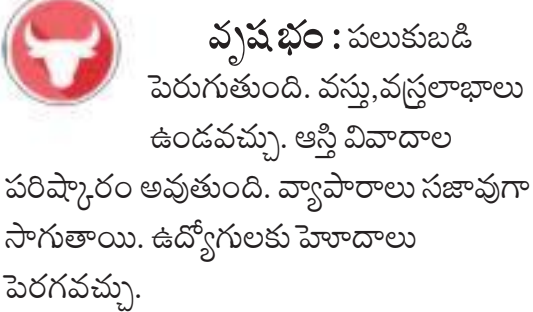 వృషభం : పలుకుబడి
పెరుగుతుంది. వస్తు,వస్త్రలాభాలు
ఉండవచ్చు. ఆస్తి వివాదాల
పరిష్కారం అవుతుంది. వ్యాపారాలు సజావుగా
సాగుతాయి. ఉద్యోగులకు హెూదాలు
పెరగవచ్చు.